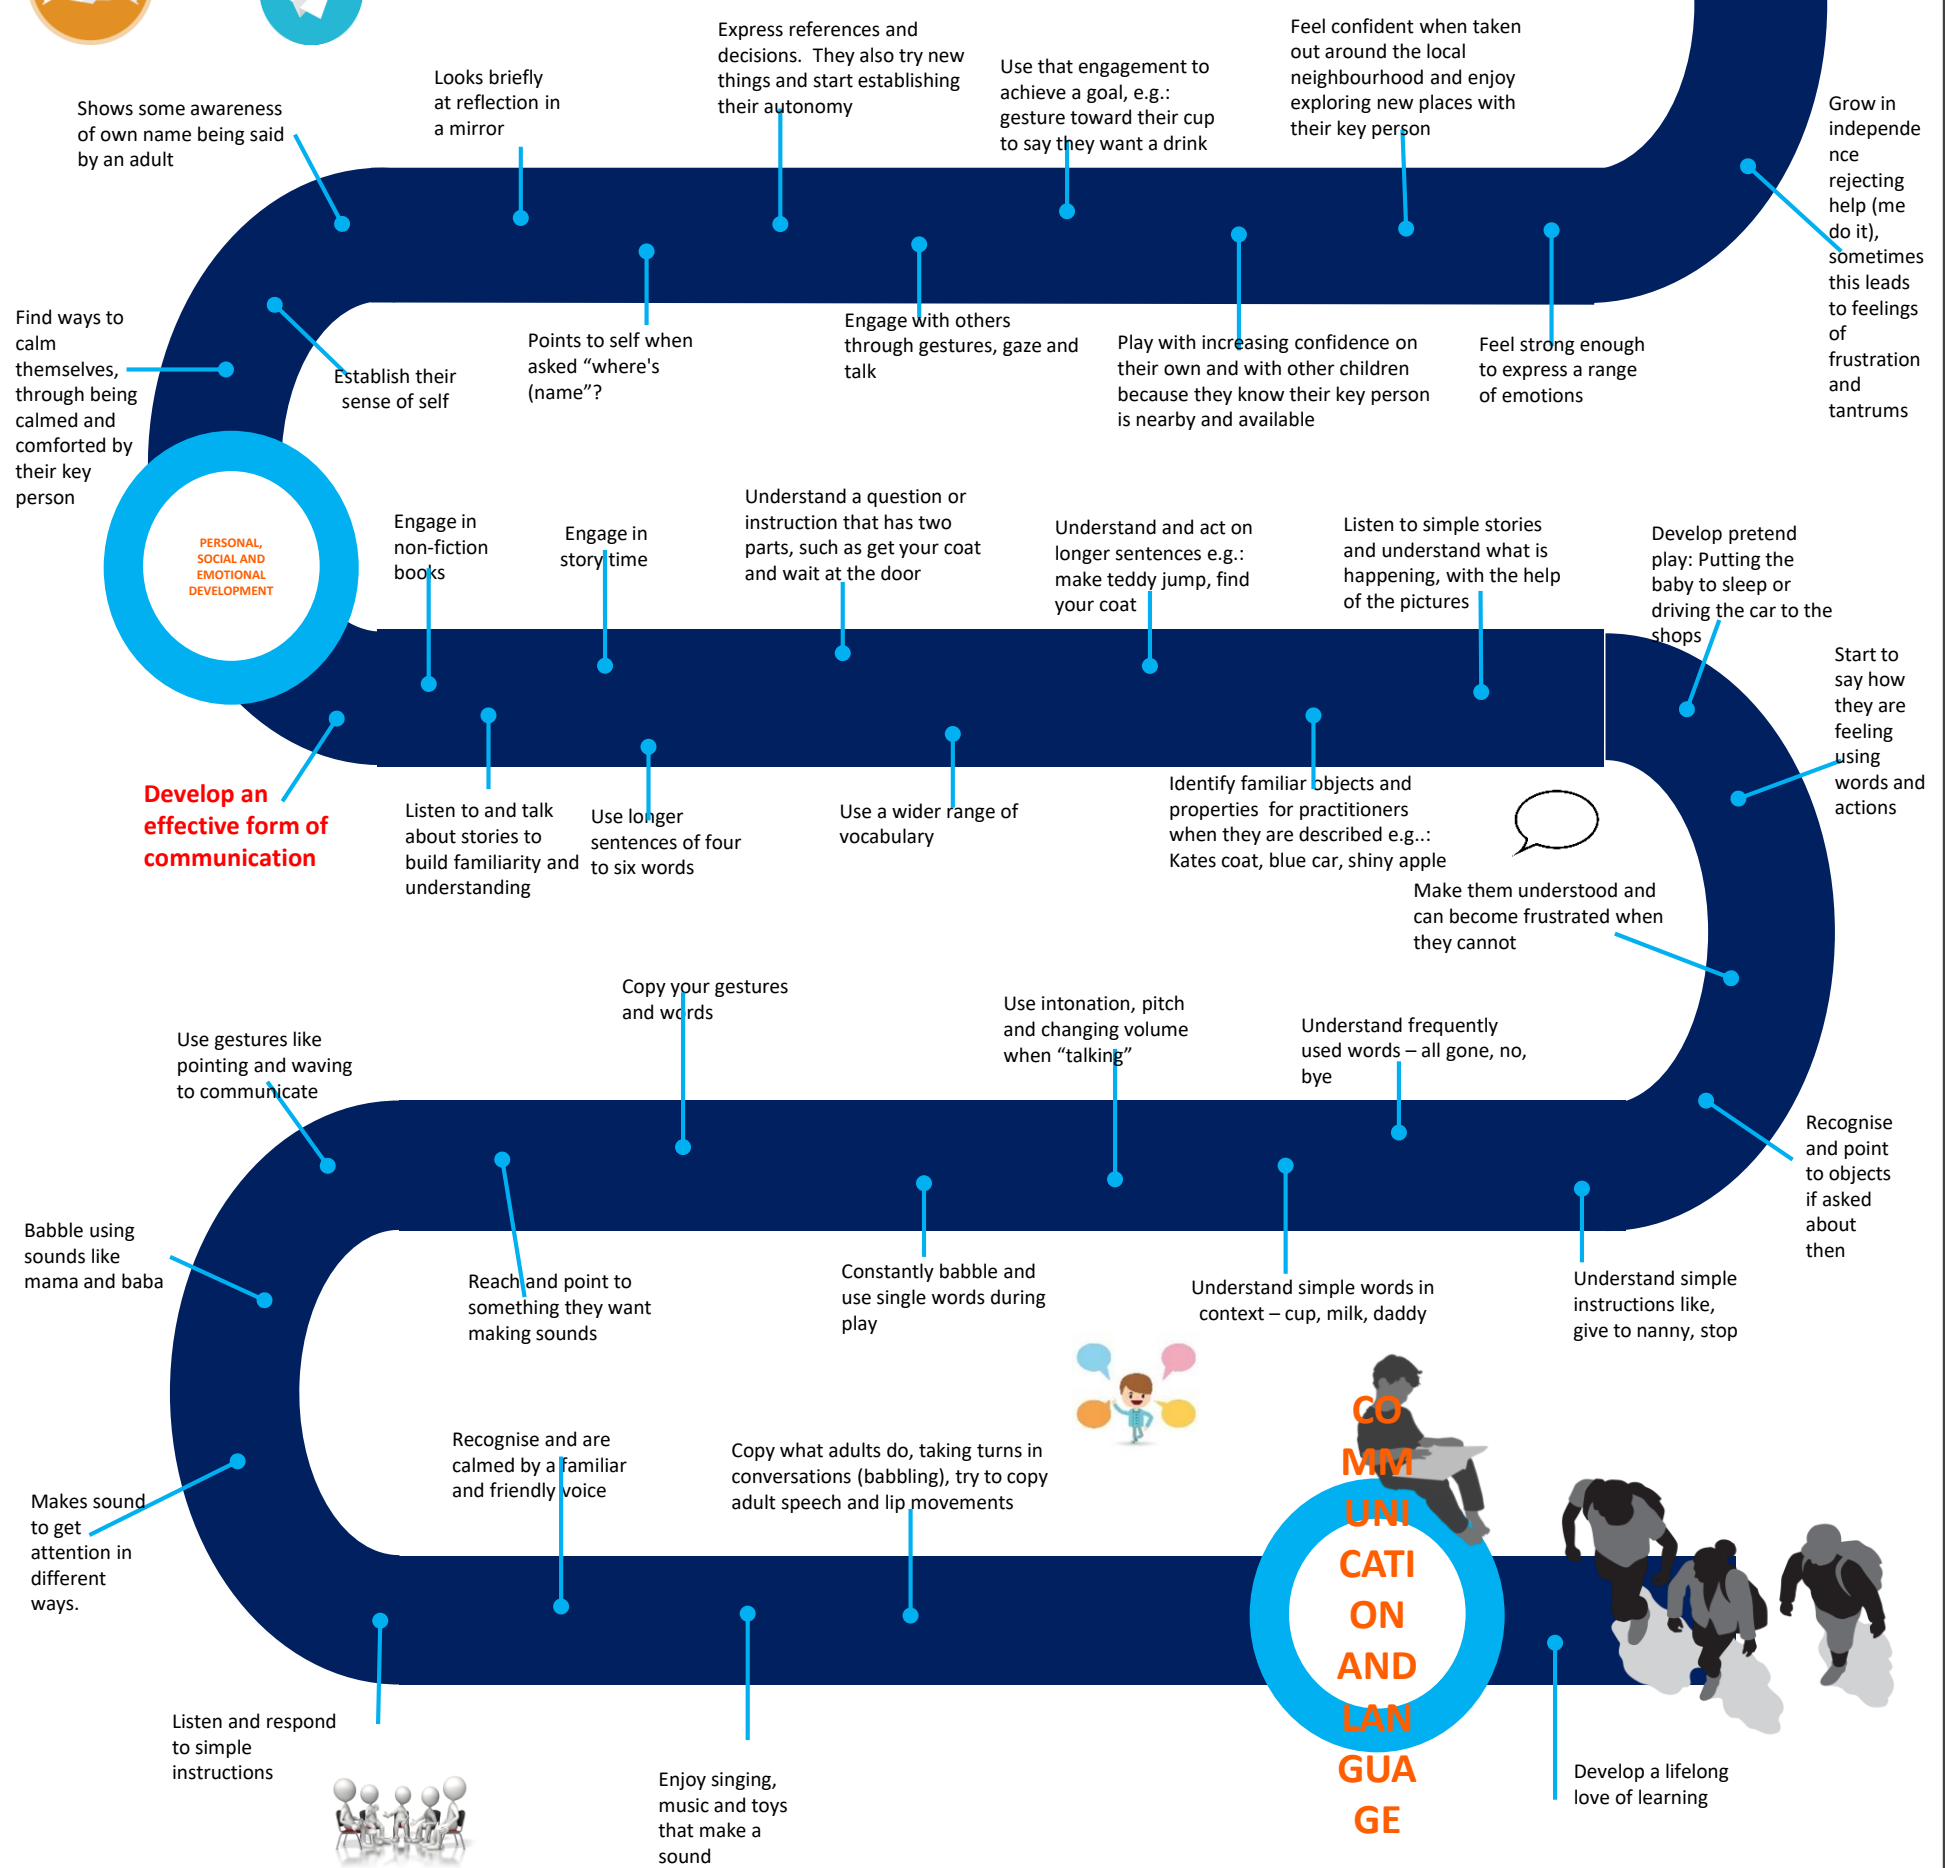 Express references and
decisions.  They also try new
things and start establishing
their autonomy
Feel confident when taken
out around the local
neighbourhood and enjoy
exploring new places with
their key person
Use that engagement to
achieve a goal, e.g.:
gesture toward their cup
to say they want a drink
Looks briefly
at reflection in
a mirror
Shows some awareness
of own name being said
by an adult
Grow in
independe
nce
rejecting
help (me
do it),
sometimes
this leads
to feelings
of
frustration
and
tantrums
Find ways to
calm
themselves,
through being
calmed and
comforted by
their key
person
Establish their
sense of self
Points to self when
asked “where's
(name”?
Engage with others
through gestures, gaze and
talk
Play with increasing confidence on
their own and with other children
because they know their key person
is nearby and available
Feel strong enough
to express a range
of emotions
PERSONAL,
SOCIAL AND
EMOTIONAL
DEVELOPMENT
Engage in
non-fiction
books
Engage in
story time
Understand a question or
instruction that has two
parts, such as get your coat
and wait at the door
Understand and act on
longer sentences e.g.:
make teddy jump, find
your coat
Listen to simple stories
and understand what is
happening, with the help
of the pictures
Develop pretend
play: Putting the
baby to sleep or
driving the car to the
shops
Start to
say how
they are
feeling
using
words and
actions
Develop an
effective form of
communication
Listen to and talk
about stories to
build familiarity and
understanding
Use longer
sentences of four
to six words
Use a wider range of
vocabulary
Identify familiar objects and
properties  for practitioners
when they are described e.g..:
Kates coat, blue car, shiny apple
Make them understood and
can become frustrated when
they cannot
Copy your gestures
and words
Use intonation, pitch
and changing volume
when “talking”
Understand frequently
used words – all gone, no,
bye
Use gestures like
pointing and waving
to communicate
Recognise
and point
to objects
if asked
about
then
Babble using
sounds like
mama and baba
Reach and point to
something they want
making sounds
Constantly babble and
use single words during
play
Understand simple words in
context – cup, milk, daddy
Understand simple
instructions like,
give to nanny, stop
Makes sound
to get
attention in
different
ways.
Recognise and are
calmed by a familiar
and friendly voice
Copy what adults do, taking turns in
conversations (babbling), try to copy
adult speech and lip movements
CO
MM
UNI
CATI
ON
AND
LAN
GUA
GE
Listen and respond
to simple
instructions
Enjoy singing,
music and toys
that make a
sound
Develop a lifelong
love of learning